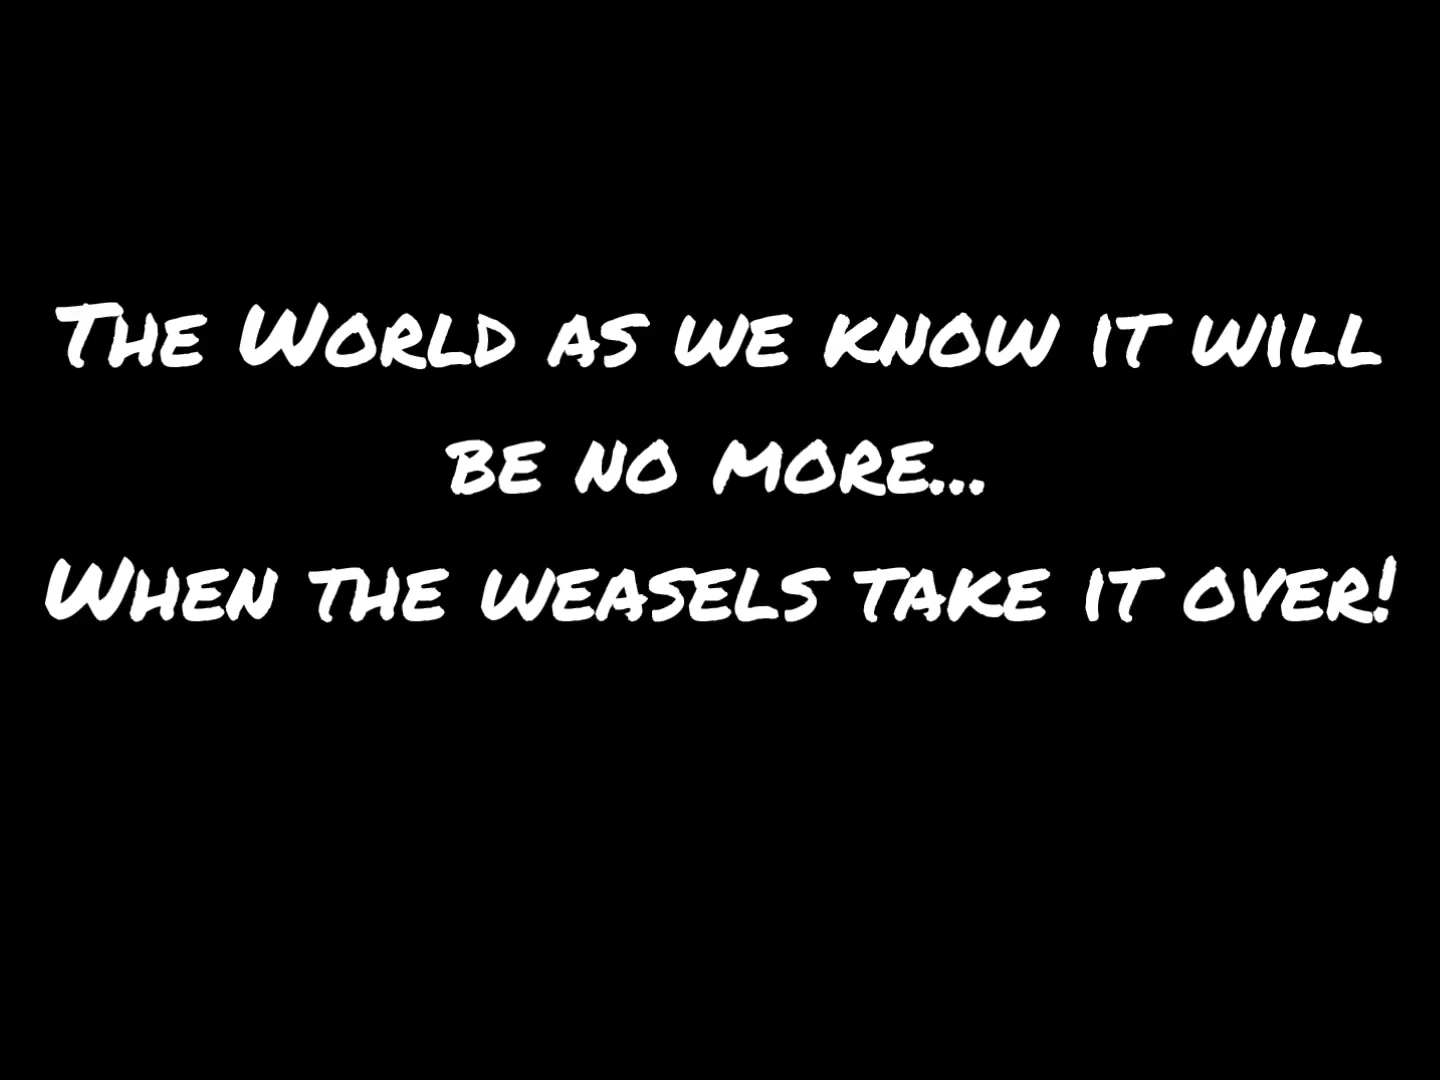 The World as we know it will
be no more...
When the weasels take it over!